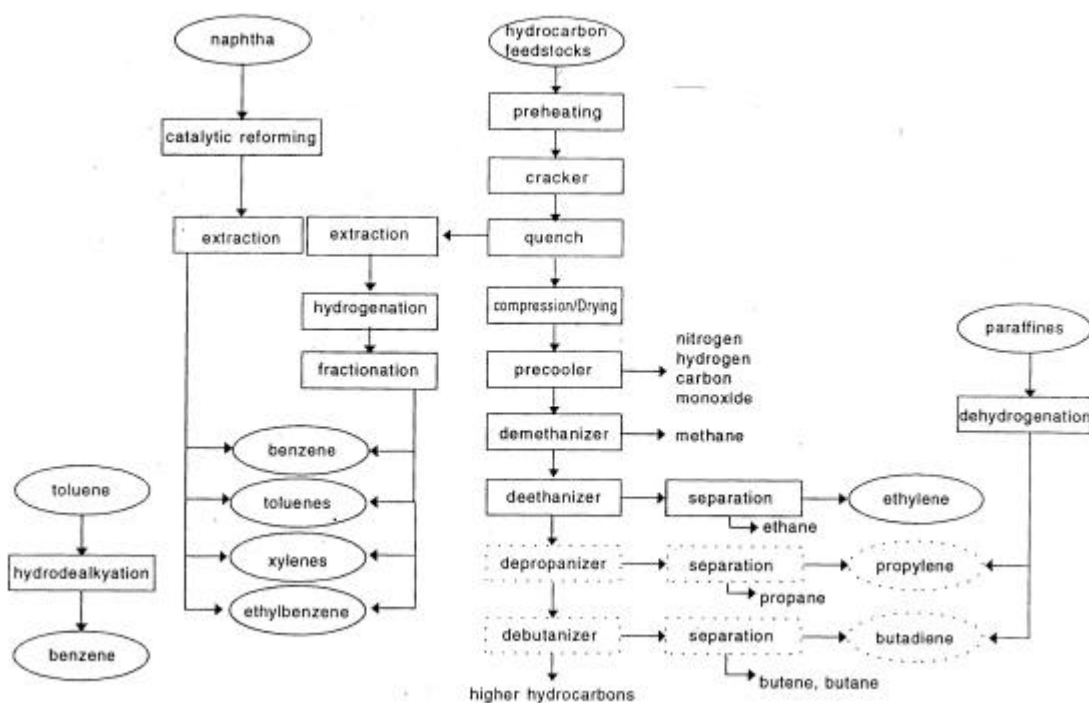 naphtha
hydrocarbon
feedstocks
preheating
catalytic reforming
cracker
extraction
extraction
quench
hydrogenation
compression/Drying
nitrogen
hydrogen
carbon
monoxide
paraffines
fractionation
precooler
dehydrogenation
demethanizer
methane
benzene
toluene
toluenes
deethanizer
separation
ethylene
ethane
hydrodealkyation
xylenes
depropanizer
separation
propylene
propane
ethylbenzene
debutanizer
separation
butadiene
benzene
butene, butane
higher hydrocarbons